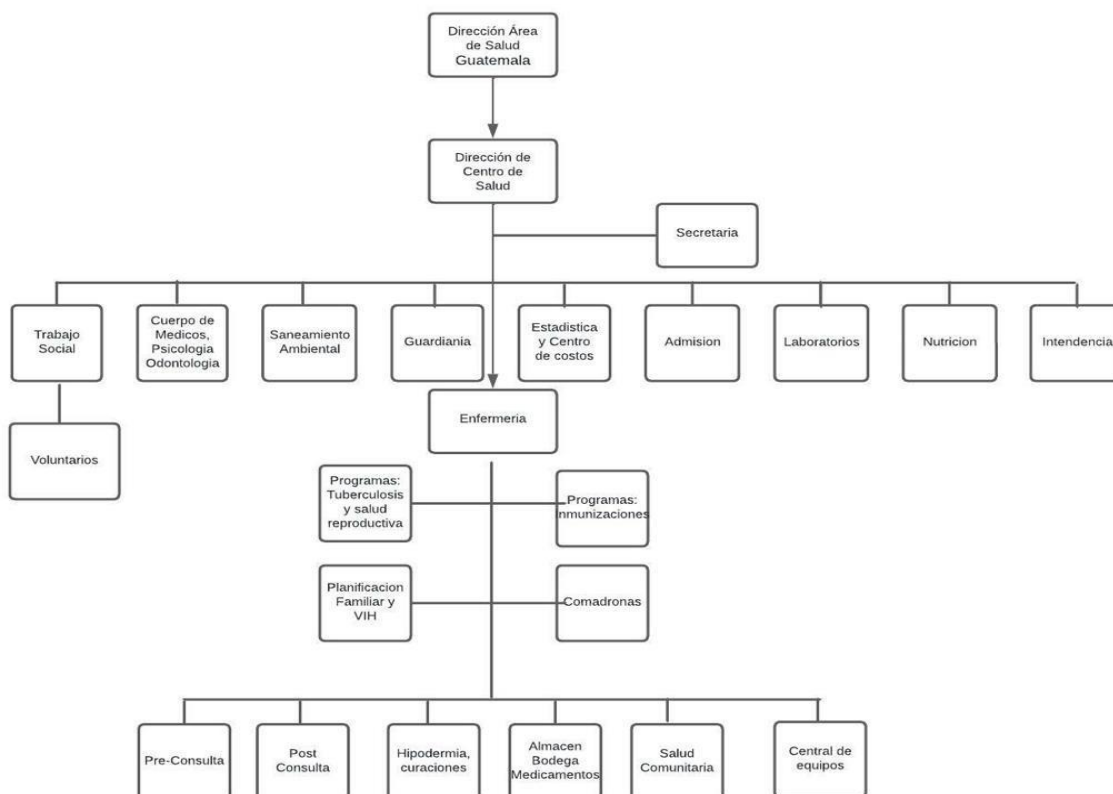 Dirección Área
de Salud
Guatemala
Dirección de
Centro de
Salud
Secretaria
Trabajo
Social
Cuerpo de
Medicos,
Psicologia
Odontologia
Saneamiento
Ambiental
Guardiania
Estadistica
y Centro
de costos
Admision
Laboratorios
Nutricion
Intendencia
Enfermeria
Voluntarios
Programas:
Tuberculosis
y salud
reproductiva
Programas:
Inmunizaciones
Planificacion
Familiar y
VIH
Comadronas
Pre-Consulta
Post
Consulta
Hipodermia,
curaciones
Almacen
Bodega
Medicamentos
Salud
Comunitaria
Central de
equipos